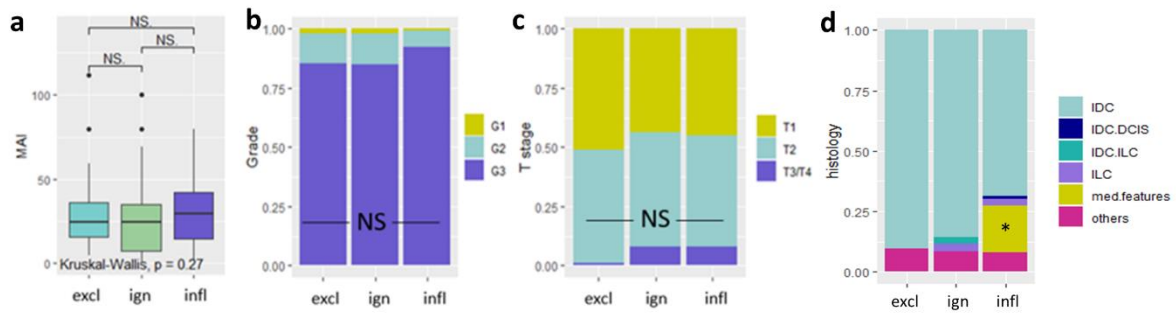 a
NS.
NS.
NS.
MAI
100
50
0
Kruskal-Wallis, p = 0.27
excl
ign
infl
b
Grade
1.00
0.75
0.50
0.25
0.00
NS
excl
ign
infl
G1
G2
G3
c
T stage
1.00
0.75
0.50
0.25
0.00
NS
excl
ign
infl
T1
T2
T3/T4
d
histology
1.00
0.75
0.50
0.25
0.00
*
excl
ign
infl
IDC
IDC.DCIS
IDC.ILC
ILC
med.features
others